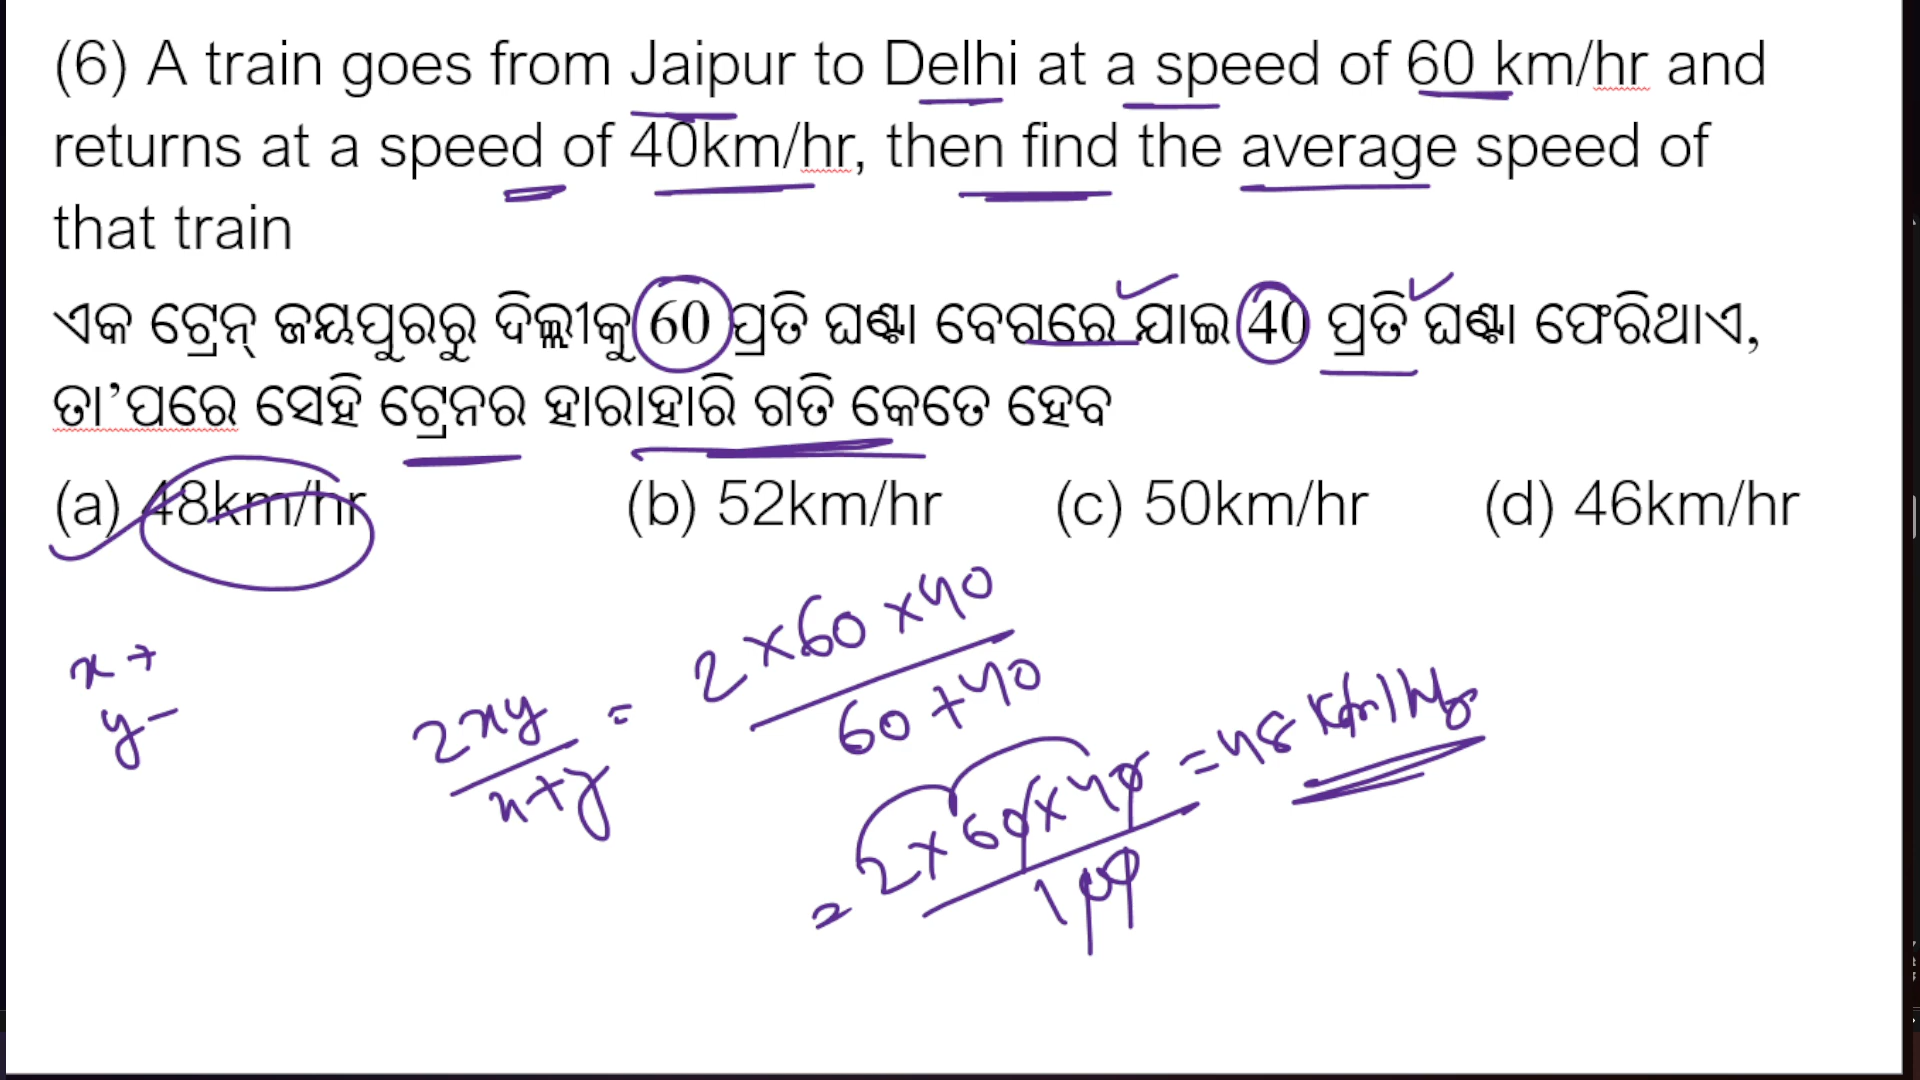 (6) A train goes from Jaipur to Delhi at a speed of 60 km/hr and
returns at a speed of 40km/hr, then find the average speed of
that train
ଏକ ଟ୍ରେନ୍ ଜୟପୁରରୁ ଦିଲ୍ଲୀକୁ 60 ପ୍ରତି ଘଣ୍ଟା ବେଗରେ ଯାଇ 40 ପ୍ରତି ଘଣ୍ଟା ଫେରିଥାଏ,
ତା'ପରେ ସେହି ଟ୍ରେନର ହାରାହାରି ଗତି କେତେ ହେବ
(a) 48km/hr (b) 52km/hr (c) 50km/hr (d) 46km/hr
x →
y –
2xy / x+y = 2×60×40 / 60+40
= 2×60×40 / 100 = 48 Km/Hr